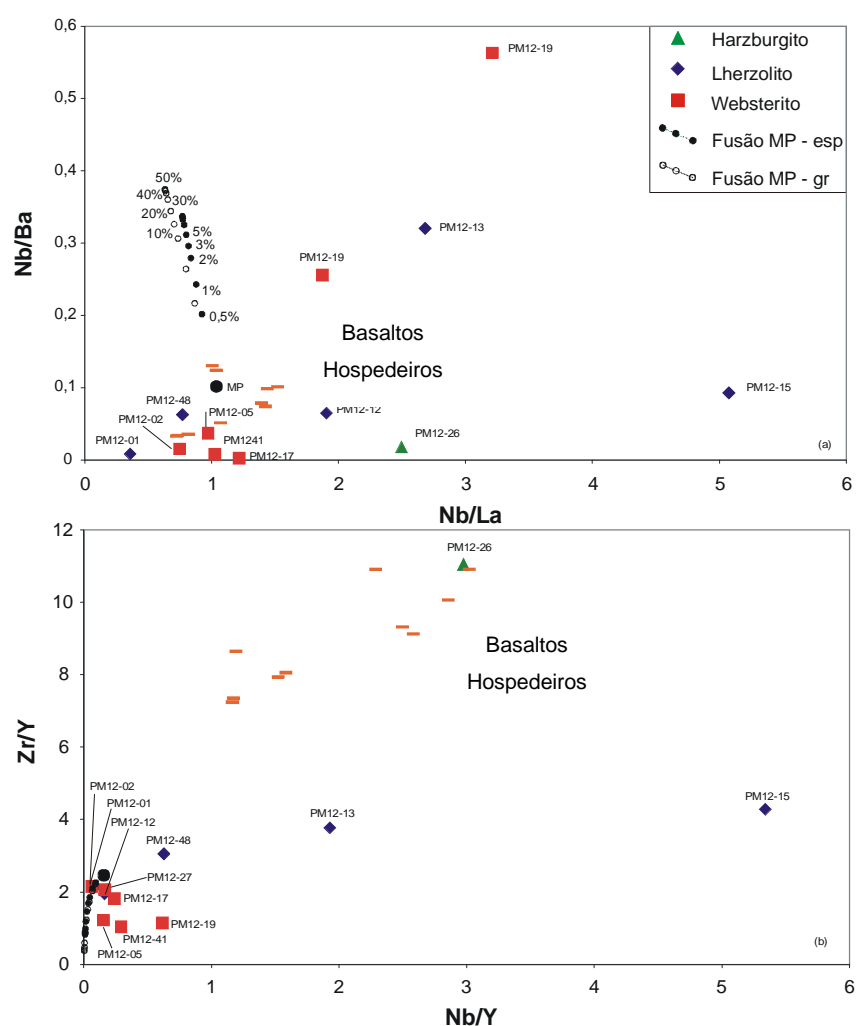 0,6
0,5
0,4
0,3
0,2
0,1
0
Nb/Ba
PM12-19
Harzburgito
Lherzolito
Websterito
Fusão MP - esp
Fusão MP - gr
50%
40%
30%
20%
10%
5%
3%
2%
1%
0,5%
PM12-13
PM12-19
Basaltos
Hospedeiros
MP
PM12-48
PM12-05
PM12-02
PM12-01
PM1241
PM12-17
PM12-12
PM12-26
PM12-15
(a)
0 1 2 3 4 5 6
Nb/La
12
10
8
6
4
2
0
Zr/Y
PM12-26
Basaltos
Hospedeiros
PM12-02
PM12-01
PM12-12
PM12-48
PM12-27
PM12-17
PM12-19
PM12-41
PM12-05
PM12-13
PM12-15
(b)
0 1 2 3 4 5 6
Nb/Y